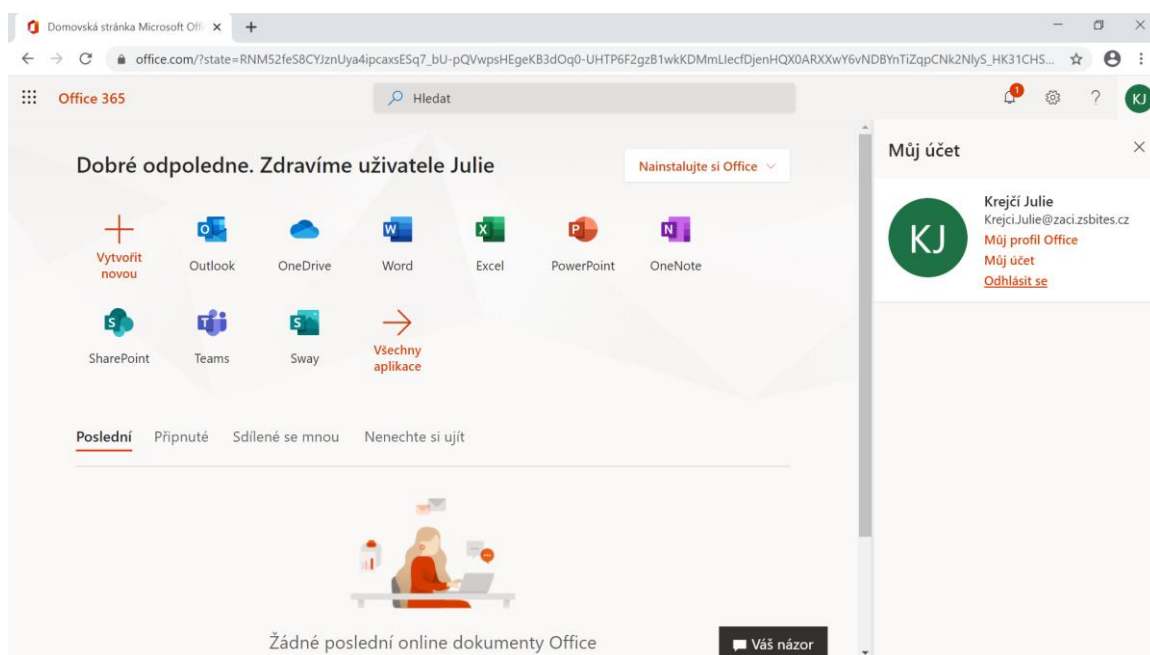 Domovská stránka Microsoft Offi
office.com/?state=RNM52feS8CYJznUya4ipcaxsESq7_bU-pQVwpsHEgeKB3dOq0-UHTP6F2gzB1wkKDMmLlecfDjenHQX0ARXXwY6vNDBYnTiZqpCNk2NlyS_HK31CHS...
Office 365
Hledat
1
KJ
Dobré odpoledne. Zdravíme uživatele Julie
Nainstalujte si Office
Můj účet
Krejčí Julie
Krejci.Julie@zaci.zsbites.cz
KJ
Můj profil Office
Můj účet
Odhlásit se
Vytvořit
novou
Outlook
OneDrive
Word
Excel
PowerPoint
OneNote
SharePoint
Teams
Sway
Všechny
aplikace
Poslední Připnuté Sdílené se mnou Nenechte si ujít
Žádné poslední online dokumenty Office
Váš názor